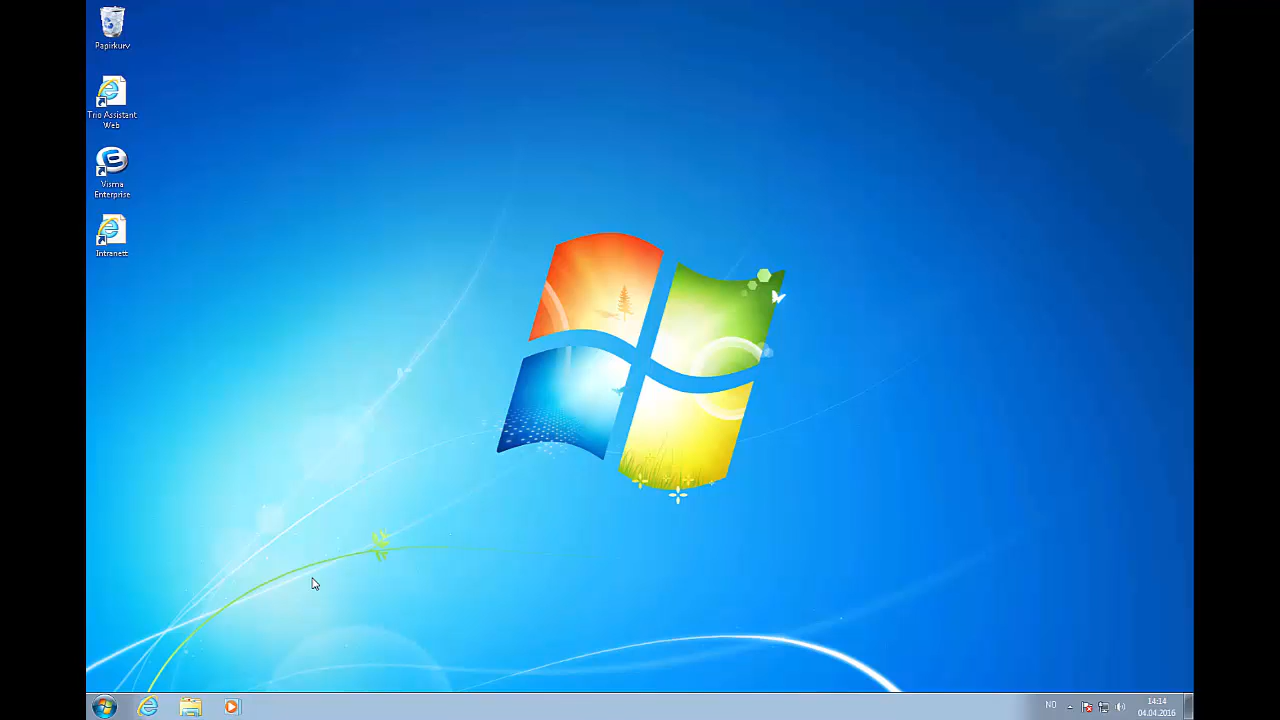 Papirkurv
Trio Assistant
Web
Visma
Enterprise
Intranett
NO
14:14
04.04.2016